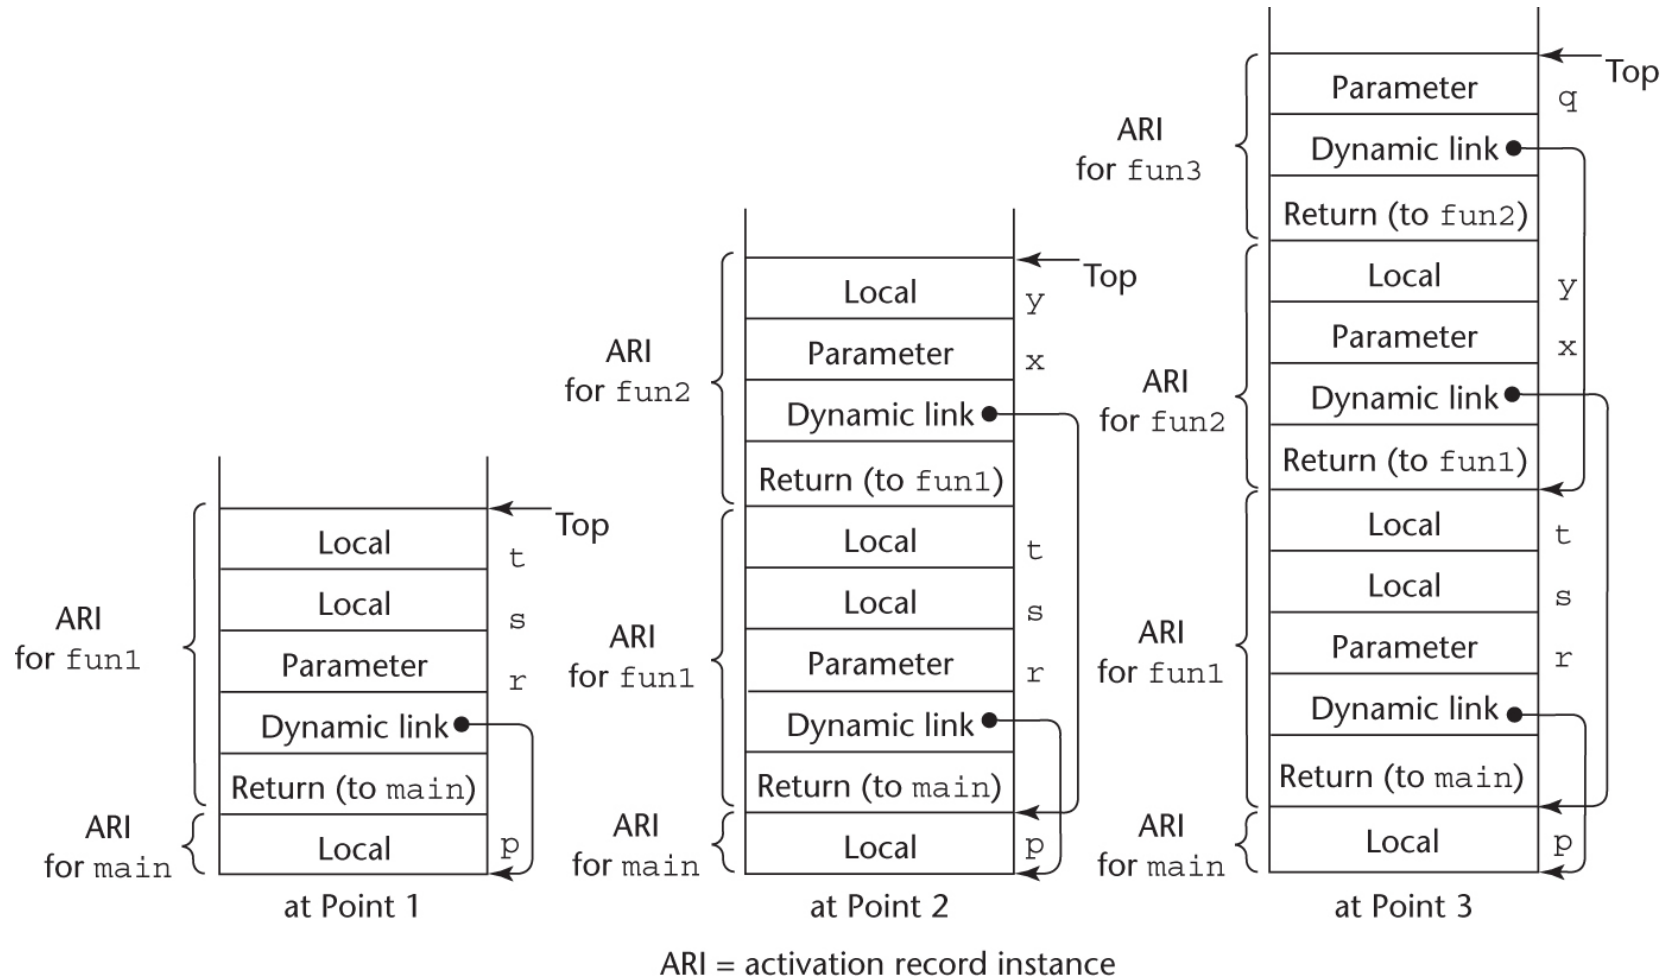 ARI
for fun1
ARI
for main
Top
Local
t
Local
s
Parameter
r
Dynamic link
Return (to main)
Local
p
at Point 1
ARI
for fun2
ARI
for fun1
ARI
for main
Top
Local
y
Parameter
x
Dynamic link
Return (to fun1)
Local
t
Local
s
Parameter
r
Dynamic link
Return (to main)
Local
p
at Point 2
ARI
for fun3
ARI
for fun2
ARI
for fun1
ARI
for main
Top
Parameter
q
Dynamic link
Return (to fun2)
Local
y
Parameter
x
Dynamic link
Return (to fun1)
Local
t
Local
s
Parameter
r
Dynamic link
Return (to main)
Local
p
at Point 3
ARI = activation record instance